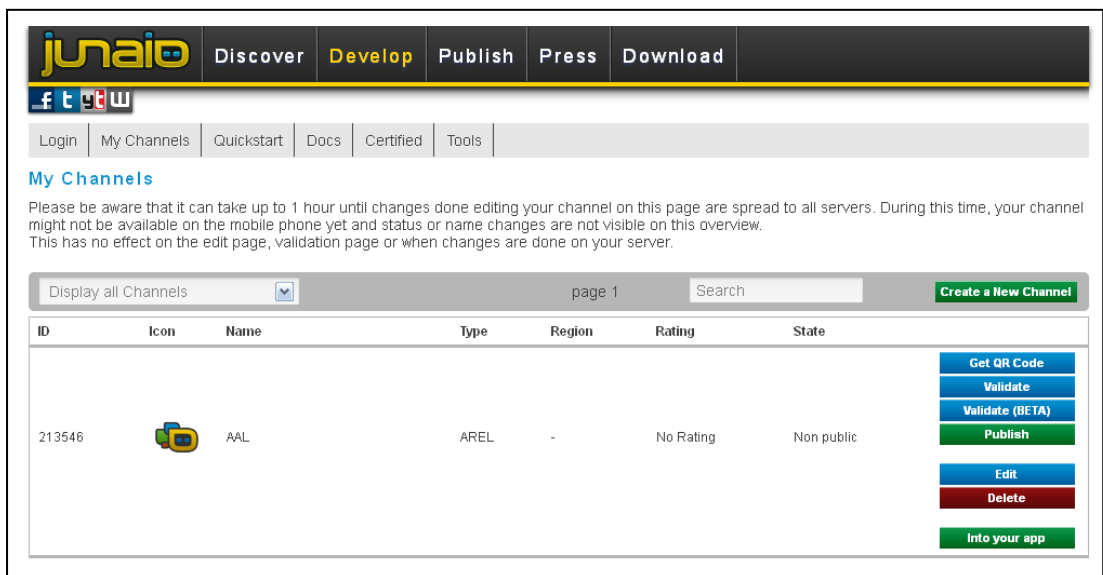 junaio Discover Develop Publish Press Download
f t yt W
Login My Channels Quickstart Docs Certified Tools
My Channels
Please be aware that it can take up to 1 hour until changes done editing your channel on this page are spread to all servers. During this time, your channel
might not be available on the mobile phone yet and status or name changes are not visible on this overview.
This has no effect on the edit page, validation page or when changes are done on your server.
Display all Channels page 1 Search Create a New Channel
ID Icon Name Type Region Rating State
Get QR Code
Validate
Validate (BETA)
213546 AAL AREL - No Rating Non public Publish
Edit
Delete
Into your app